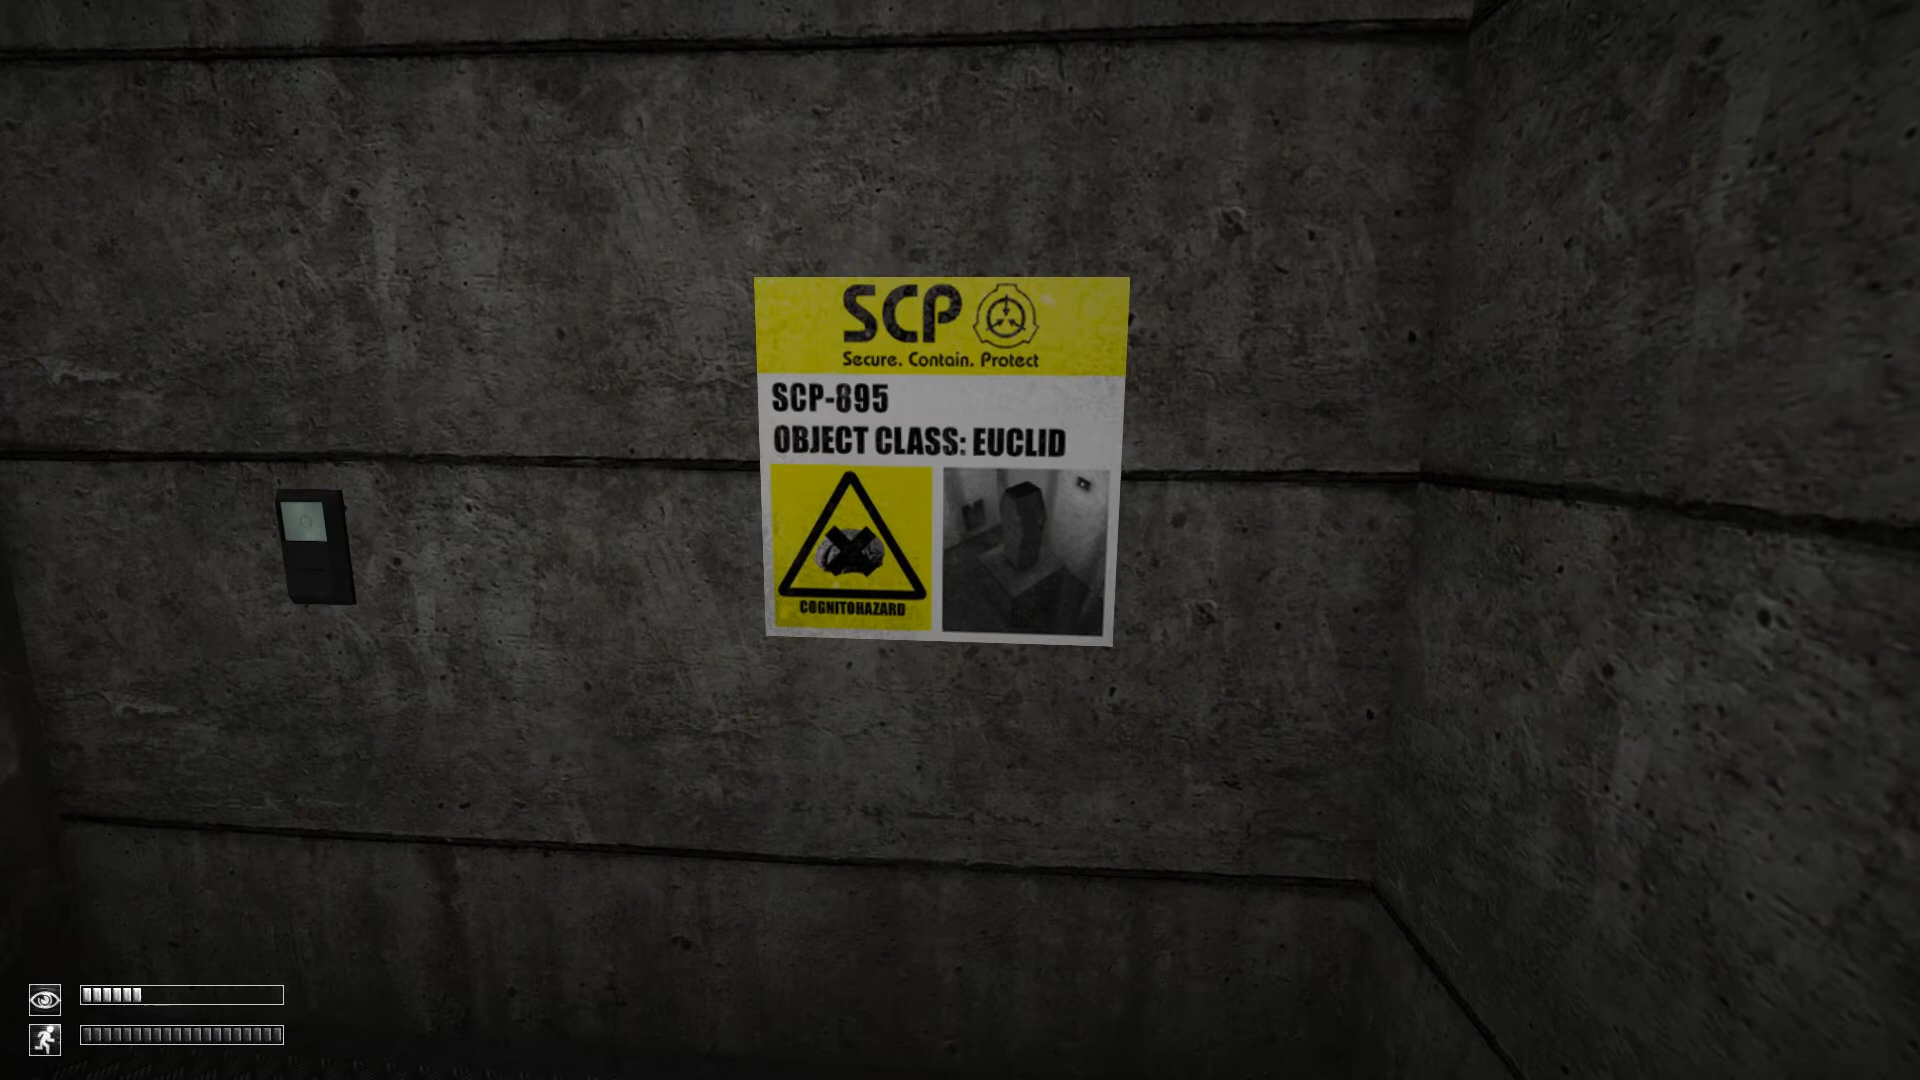 SCP
Secure. Contain. Protect
SCP-895
OBJECT CLASS: EUCLID
COGNITOHAZARD